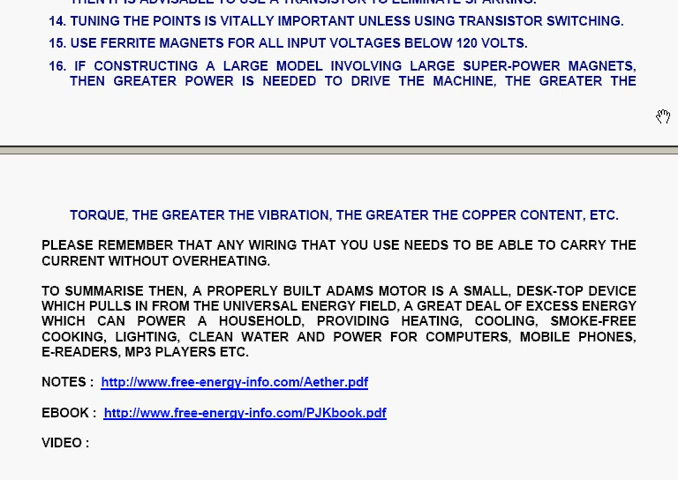 THEN IT IS ADVISABLE TO USE A TRANSISTOR TO ELIMINATE SPARKING.
14. TUNING THE POINTS IS VITALLY IMPORTANT UNLESS USING TRANSISTOR SWITCHING.
15. USE FERRITE MAGNETS FOR ALL INPUT VOLTAGES BELOW 120 VOLTS.
16. IF CONSTRUCTING A LARGE MODEL INVOLVING LARGE SUPER-POWER MAGNETS,
THEN GREATER POWER IS NEEDED TO DRIVE THE MACHINE, THE GREATER THE
TORQUE, THE GREATER THE VIBRATION, THE GREATER THE COPPER CONTENT, ETC.
PLEASE REMEMBER THAT ANY WIRING THAT YOU USE NEEDS TO BE ABLE TO CARRY THE
CURRENT WITHOUT OVERHEATING.
TO SUMMARISE THEN, A PROPERLY BUILT ADAMS MOTOR IS A SMALL, DESK-TOP DEVICE
WHICH PULLS IN FROM THE UNIVERSAL ENERGY FIELD, A GREAT DEAL OF EXCESS ENERGY
WHICH CAN POWER A HOUSEHOLD, PROVIDING HEATING, COOLING, SMOKE-FREE
COOKING, LIGHTING, CLEAN WATER AND POWER FOR COMPUTERS, MOBILE PHONES,
E-READERS, MP3 PLAYERS ETC.
NOTES : http://www.free-energy-info.com/Aether.pdf
EBOOK : http://www.free-energy-info.com/PJKbook.pdf
VIDEO :